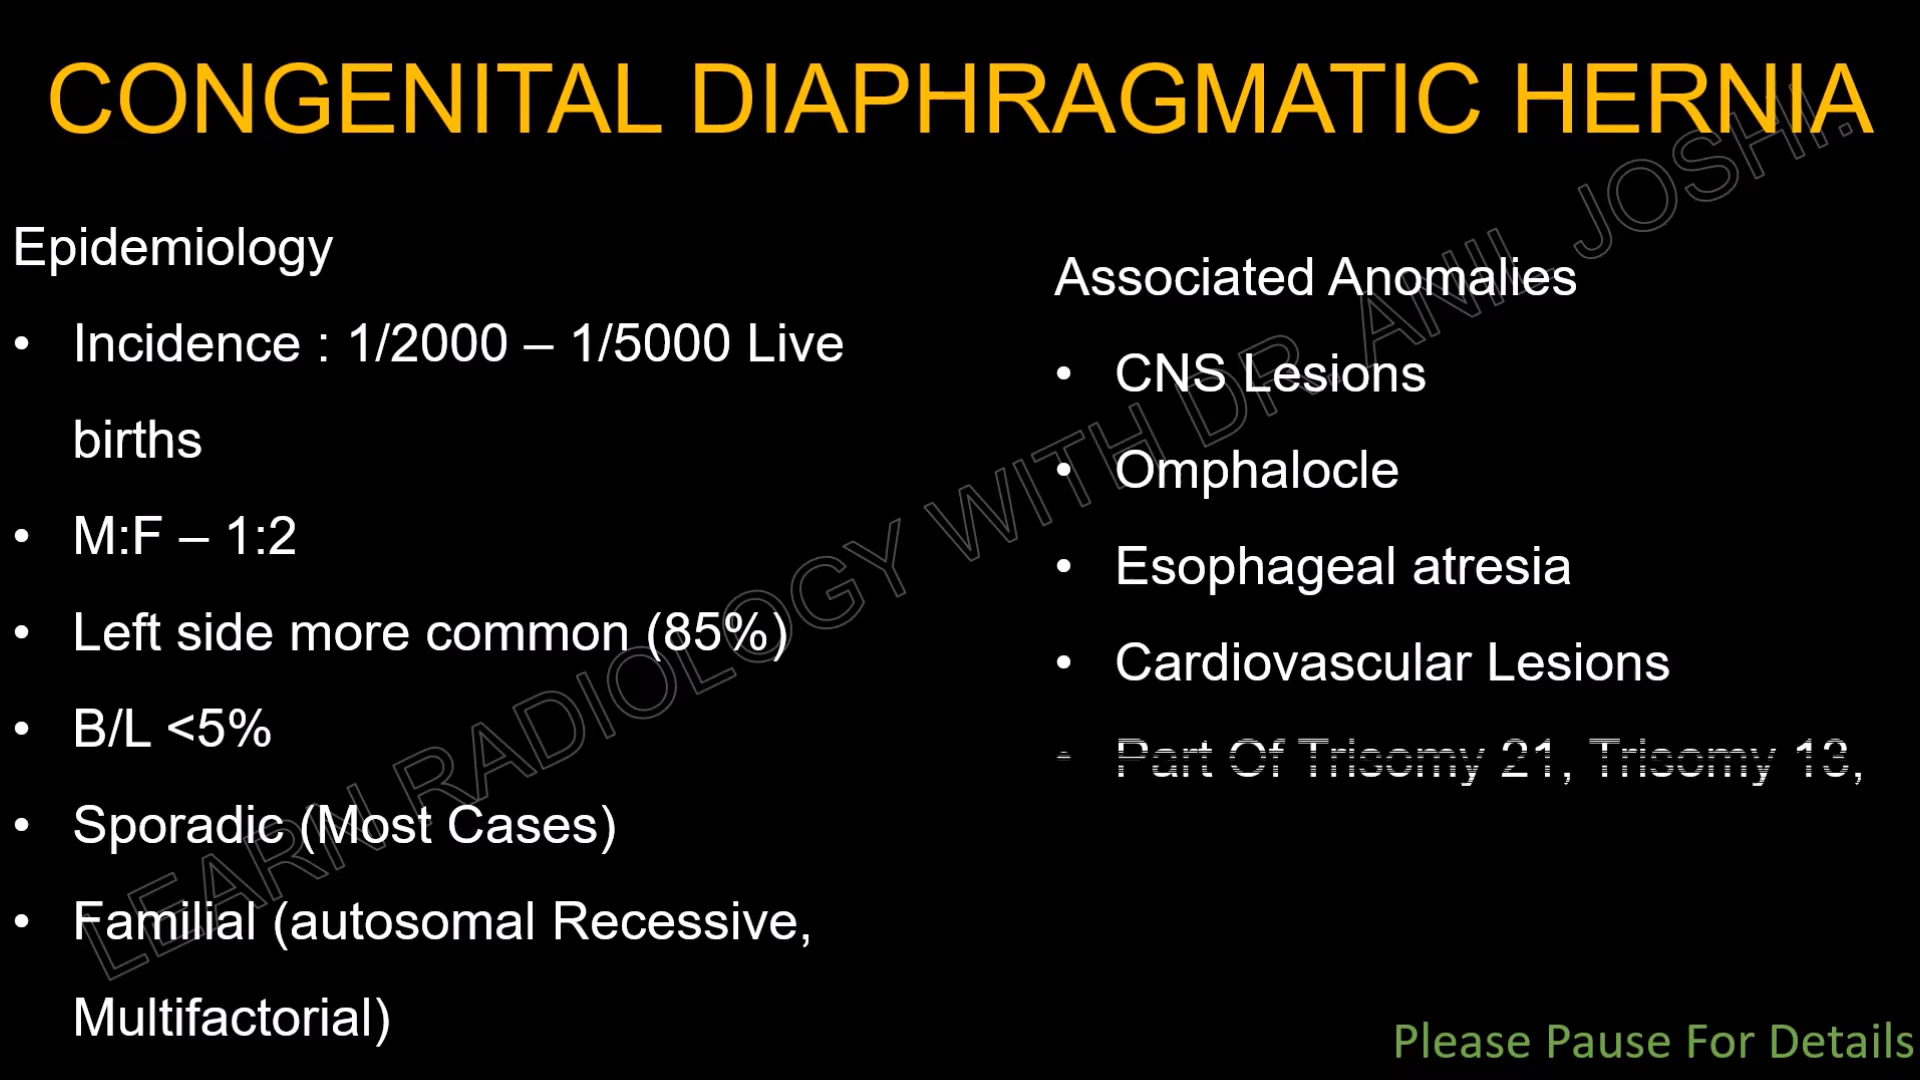 CONGENITAL DIAPHRAGMATIC HERNIA
Epidemiology
• Incidence : 1/2000 – 1/5000 Live
births
• M:F – 1:2
• Left side more common (85%)
• B/L <5%
• Sporadic (Most Cases)
• Familial (autosomal Recessive,
Multifactorial)
Associated Anomalies
• CNS Lesions
• Omphalocle
• Esophageal atresia
• Cardiovascular Lesions
• Part Of Trisomy 21, Trisomy 13,
LEARN RADIOLOGY WITH DR. ANIL JOSHI.
Please Pause For Details